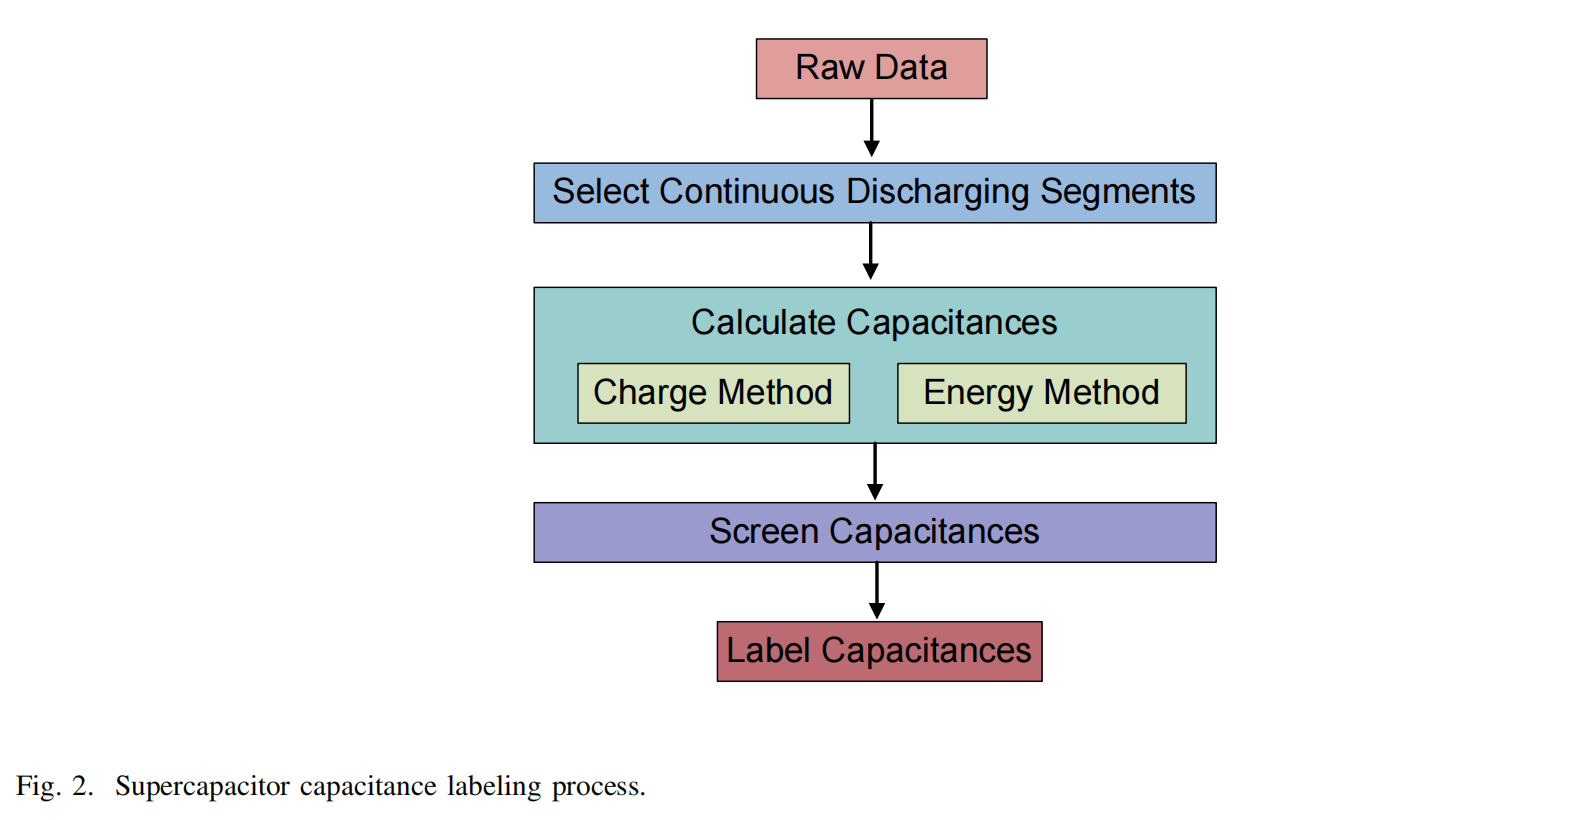 Raw Data
Select Continuous Discharging Segments
Calculate Capacitances
Charge Method
Energy Method
Screen Capacitances
Label Capacitances
Fig. 2. Supercapacitor capacitance labeling process.